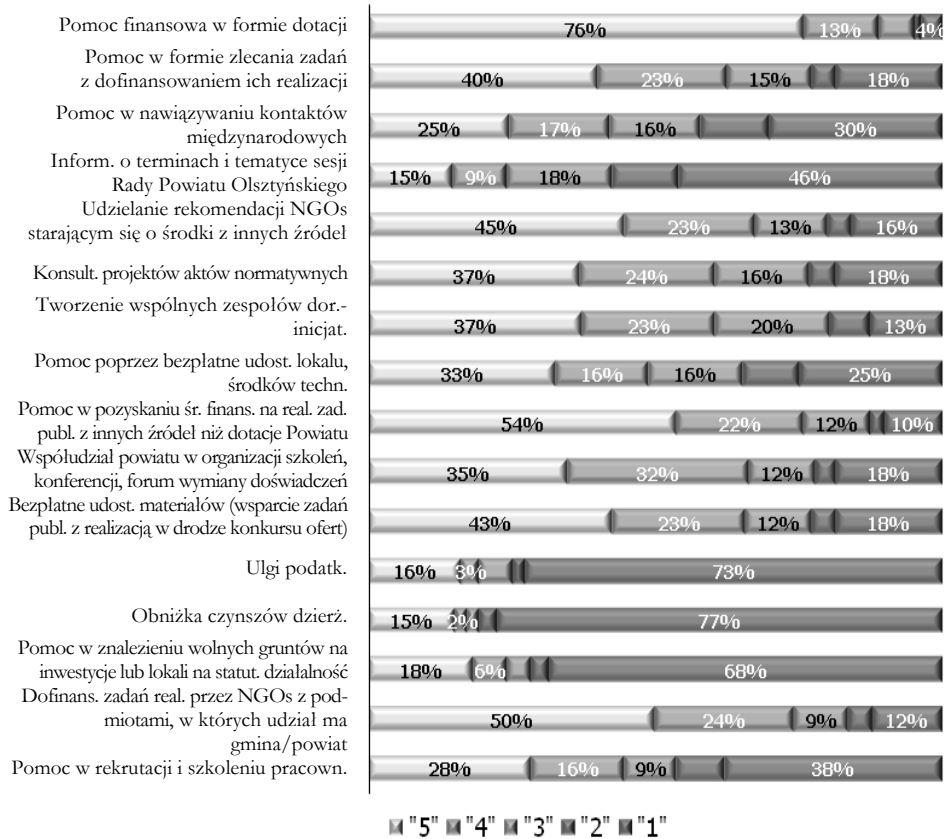 Pomoc finansowa w formie dotacji
76% 13% 4%
Pomoc w formie zlecania zadań
z dofinansowaniem ich realizacji
40% 23% 15% 18%
Pomoc w nawiązywaniu kontaktów
międzynarodowych
25% 17% 16% 30%
Inform. o terminach i tematyce sesji
Rady Powiatu Olsztyńskiego
15% 9% 18% 46%
Udzielanie rekomendacji NGOs
starającym się o środki z innych źródeł
45% 23% 13% 16%
Konsult. projektów aktów normatywnych
37% 24% 16% 18%
Tworzenie wspólnych zespołów dor.-
inicjat.
37% 23% 20% 13%
Pomoc poprzez bezpłatne udost. lokalu,
środków techn.
33% 16% 16% 25%
Pomoc w pozyskaniu śr. finans. na real. zad.
publ. z innych źródeł niż dotacje Powiatu
54% 22% 12% 10%
Współudział powiatu w organizacji szkoleń,
konferencji, forum wymiany doświadczeń
35% 32% 12% 18%
Bezpłatne udost. materiałów (wsparcie zadań
publ. z realizacją w drodze konkursu ofert)
43% 23% 12% 18%
Ulgi podatk.
16% 3% 73%
Obniżka czynszów dzierż.
15% 2% 77%
Pomoc w znalezieniu wolnych gruntów na
inwestycje lub lokali na statut. działalność
18% 6% 68%
Dofinans. zadań real. przez NGOs z pod-
miotami, w których udział ma
gmina/powiat
50% 24% 9% 12%
Pomoc w rekrutacji i szkoleniu pracown.
28% 16% 9% 38%
"5" "4" "3" "2" "1"